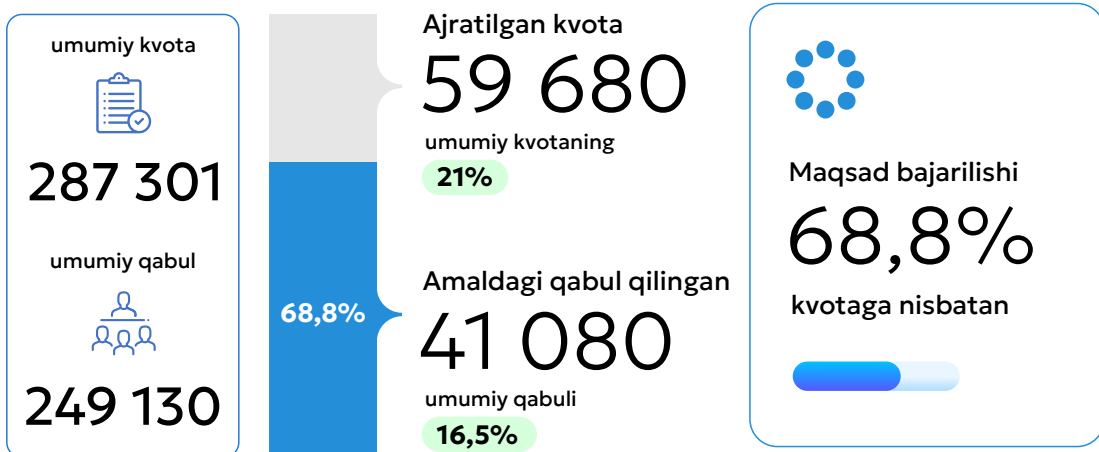 umumiy kvota
287 301
umumiy qabul
249 130
68,8%
Ajratilgan kvota
59 680
umumiy kvotaning
21%
Amaldagi qabul qilingan
41 080
umumiy qabuli
16,5%
Maqsad bajarilishi
68,8%
kvotaga nisbatan